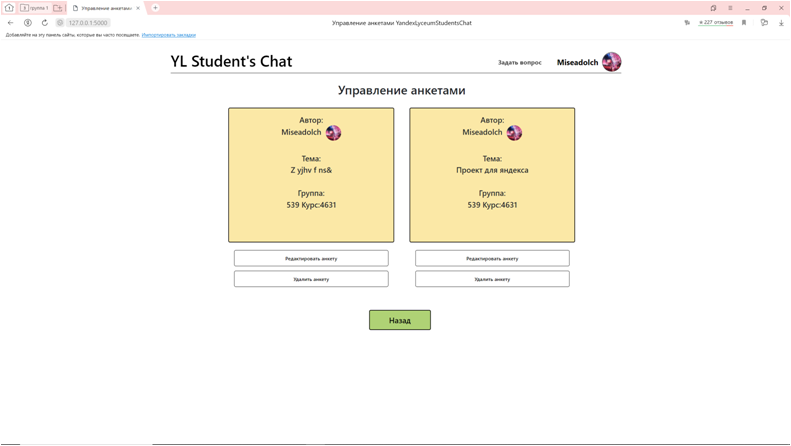 группа 1
Управление анкетами
127.0.0.1:5000
Управление анкетами YandexLyceumStudentsChat
227 отзывов
Добавляйте на эту панель сайты, которые вы часто посещаете. Импортировать закладки
YL Student's Chat
Задать вопрос
Miseadolch
Управление анкетами
Автор:
Miseadolch
Тема:
Z yjhv f ns&
Группа:
539 Курс:4631
Редактировать анкету
Удалить анкету
Автор:
Miseadolch
Тема:
Проект для яндекса
Группа:
539 Курс:4631
Редактировать анкету
Удалить анкету
Назад